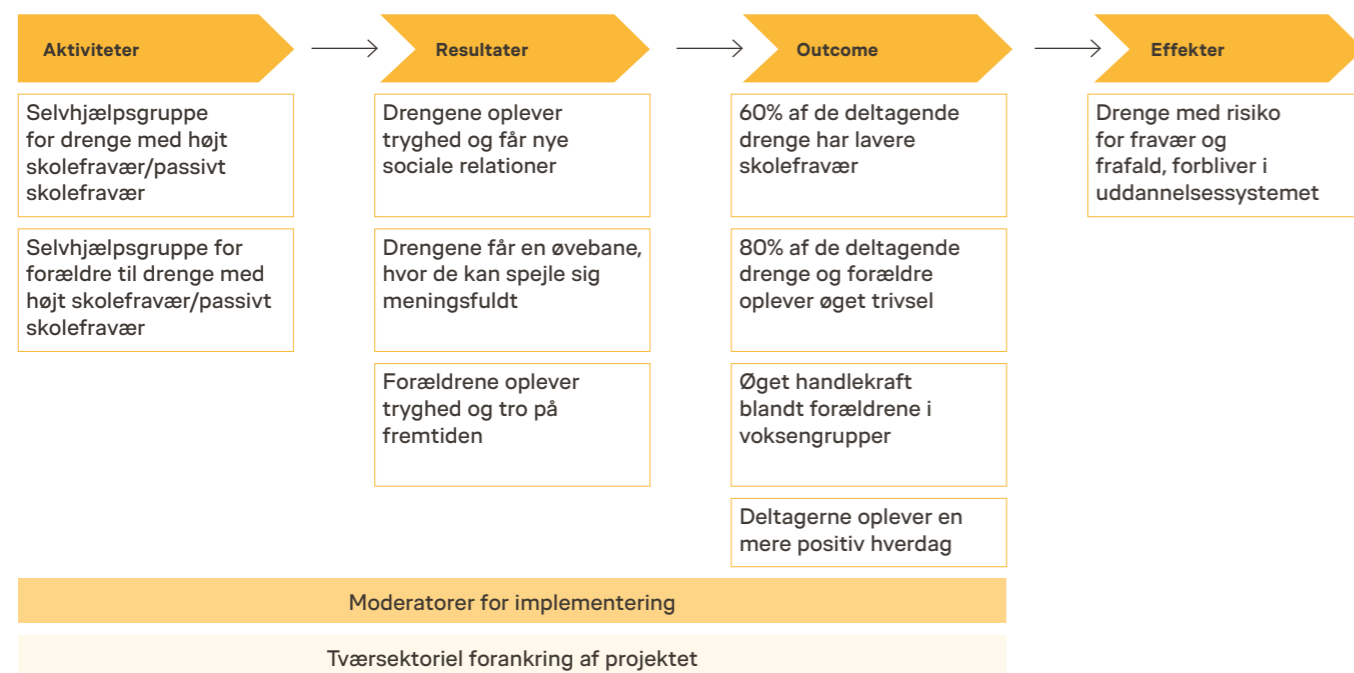 Aktiviteter
Resultater
Outcome
Effekter
Selvhjælpsgruppe
for drenge med højt
skolefravær/passivt
skolefravær
Selvhjælpsgruppe for
forældre til drenge med
højt skolefravær/passivt
skolefravær
Drengene oplever
tryghed og får nye
sociale relationer
Drengene får en øvebane,
hvor de kan spejle sig
meningsfuldt
Forældrene oplever
tryghed og tro på
fremtiden
60% af de deltagende
drenge har lavere
skolefravær
80% af de deltagende
drenge og forældre
oplever øget trivsel
Øget handlekraft
blandt forældrene i
voksengrupper
Deltagerne oplever en
mere positiv hverdag
Drenge med risiko
for fravær og
frafald, forbliver i
uddannelsessystemet
Moderatorer for implementering
Tværsektoriel forankring af projektet